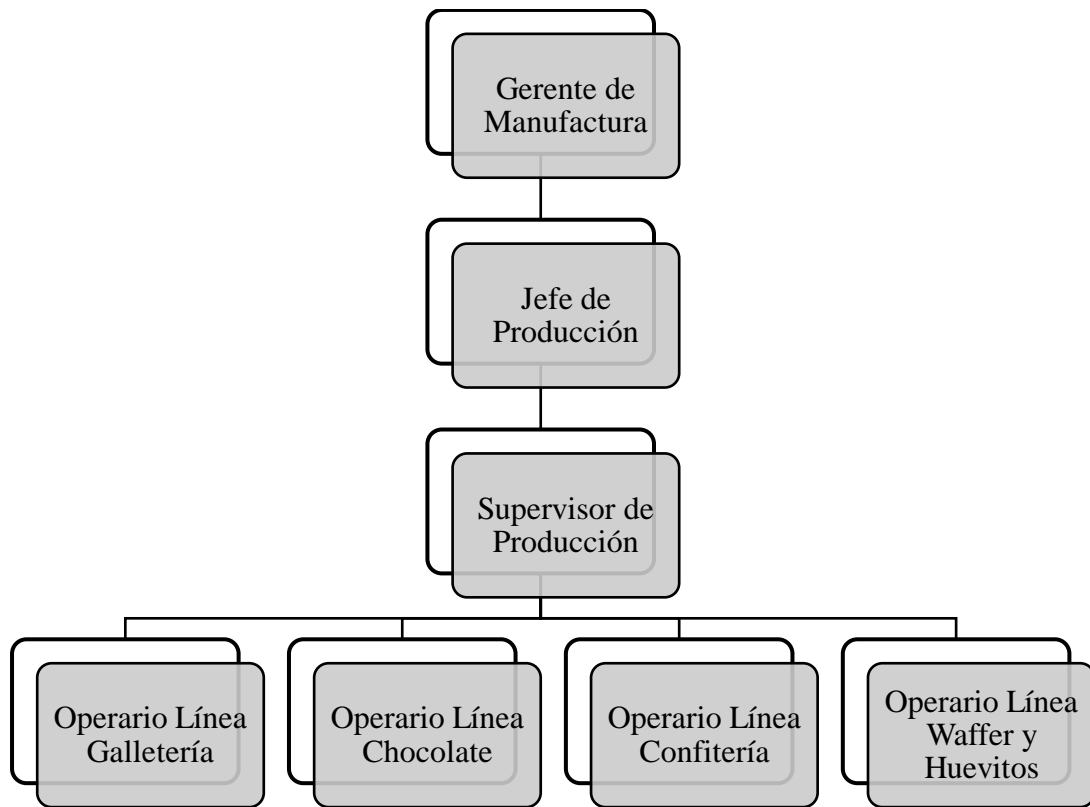 Gerente de
Manufactura
Jefe de
Producción
Supervisor de
Producción
Operario Línea
Galletería
Operario Línea
Chocolate
Operario Línea
Confitería
Operario Línea
Waffer y
Huevitos